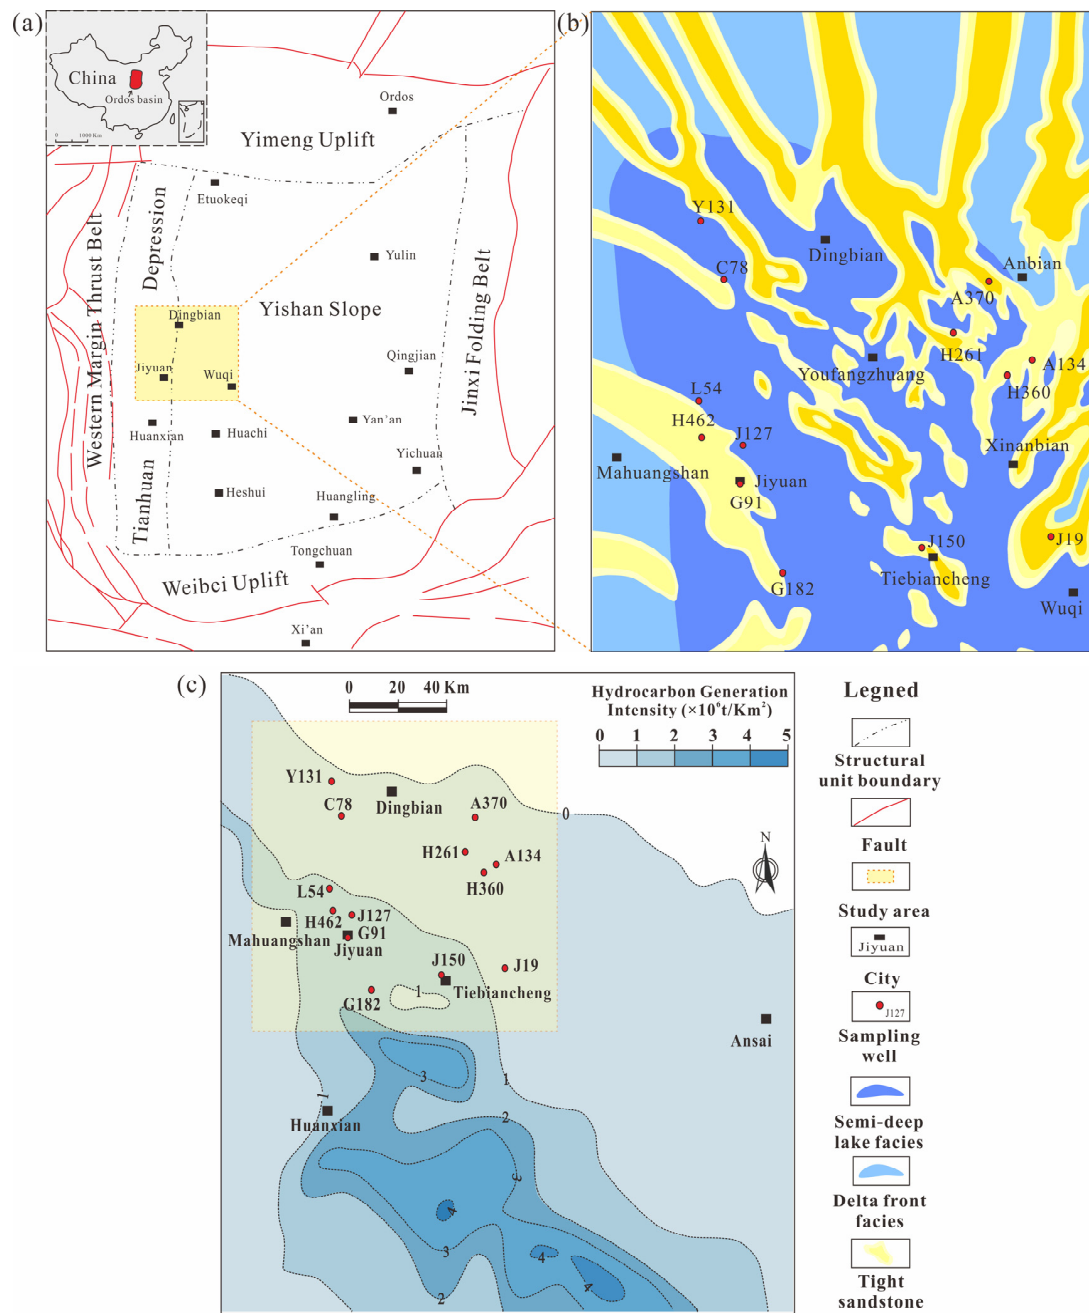 (a)
China
Ordos basin
0 1000 Km
Ordos
Yimeng Uplift
Etuokeqi
Western Margin Thrust Belt
Depression
Yulin
Yishan Slope
Jinxi Folding Belt
Dingbian
Jiyuan
Wuqi
Qingjian
Huanxian
Huachi
Yan'an
Yichuan
Tianhuan
Heshui
Huangling
Tongchuan
Weibci Uplift
Xi'an
(b)
Y131
Dingbian
C78
Anbian
A370
H261
A134
Youfangzhuang
H360
L54
H462
J127
Xinanbian
Mahuangshan
Jiyuan
G91
J19
J150
Tiebiancheng
G182
Wuqi
(c)
0 20 40 Km
Hydrocarbon Generation
Intensity (×10⁶t/Km²)
0 1 2 3 4 5
Y131
Dingbian
C78
A370
0
H261
A134
H360
N
L54
H462
J127
G91
Mahuangshan
Jiyuan
J150
J19
Tiebiancheng
G182
1
Ansai
3
1
1
Huanxian
2
3
4
3
4
4
2
Legned
Structural
unit boundary
Fault
Study area
Jiyuan
City
J127
Sampling
well
Semi-deep
lake facies
Delta front
facies
Tight
sandstone